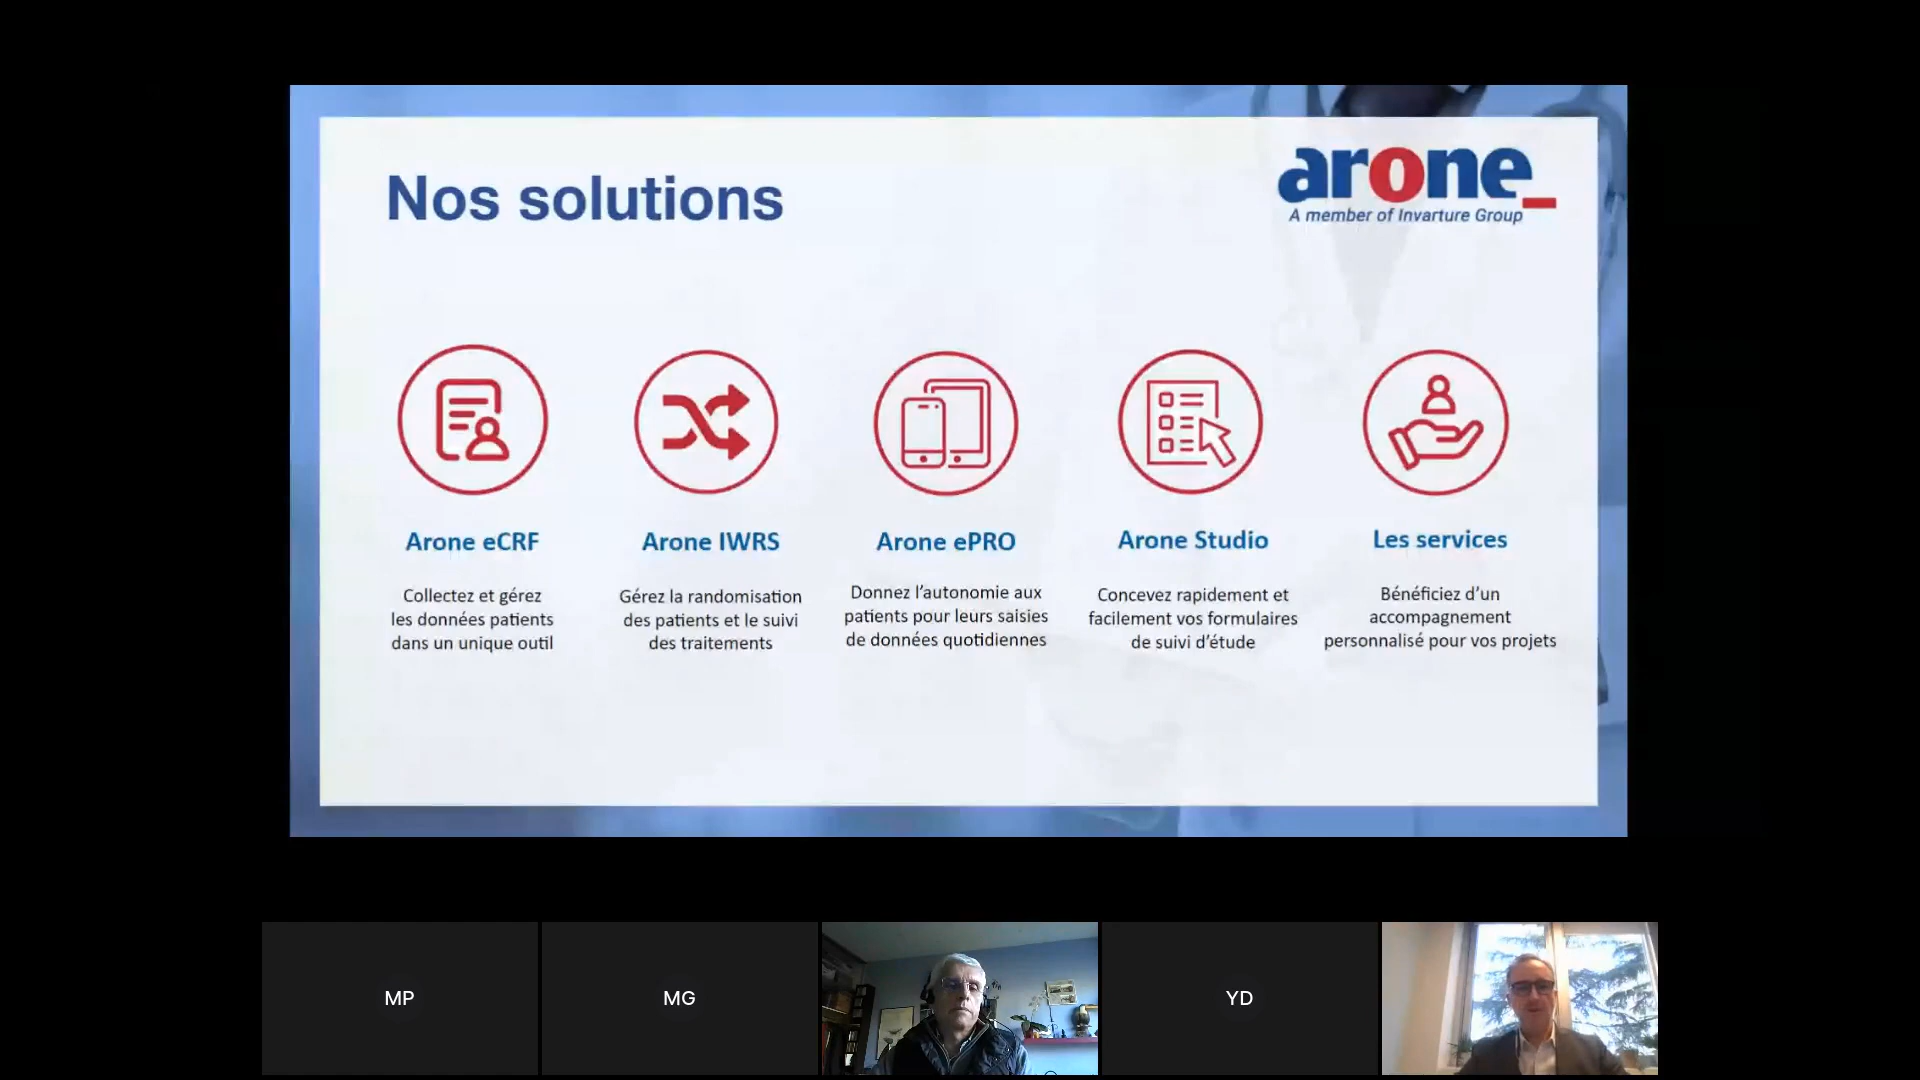 Nos solutions
arone_
A member of Invarture Group
Arone eCRF
Collectez et gérez
les données patients
dans un unique outil
Arone IWRS
Gérez la randomisation
des patients et le suivi
des traitements
Arone ePRO
Donnez l’autonomie aux
patients pour leurs saisies
de données quotidiennes
Arone Studio
Concevez rapidement et
facilement vos formulaires
de suivi d’étude
Les services
Bénéficiez d’un
accompagnement
personnalisé pour vos projets
MP
MG
YD